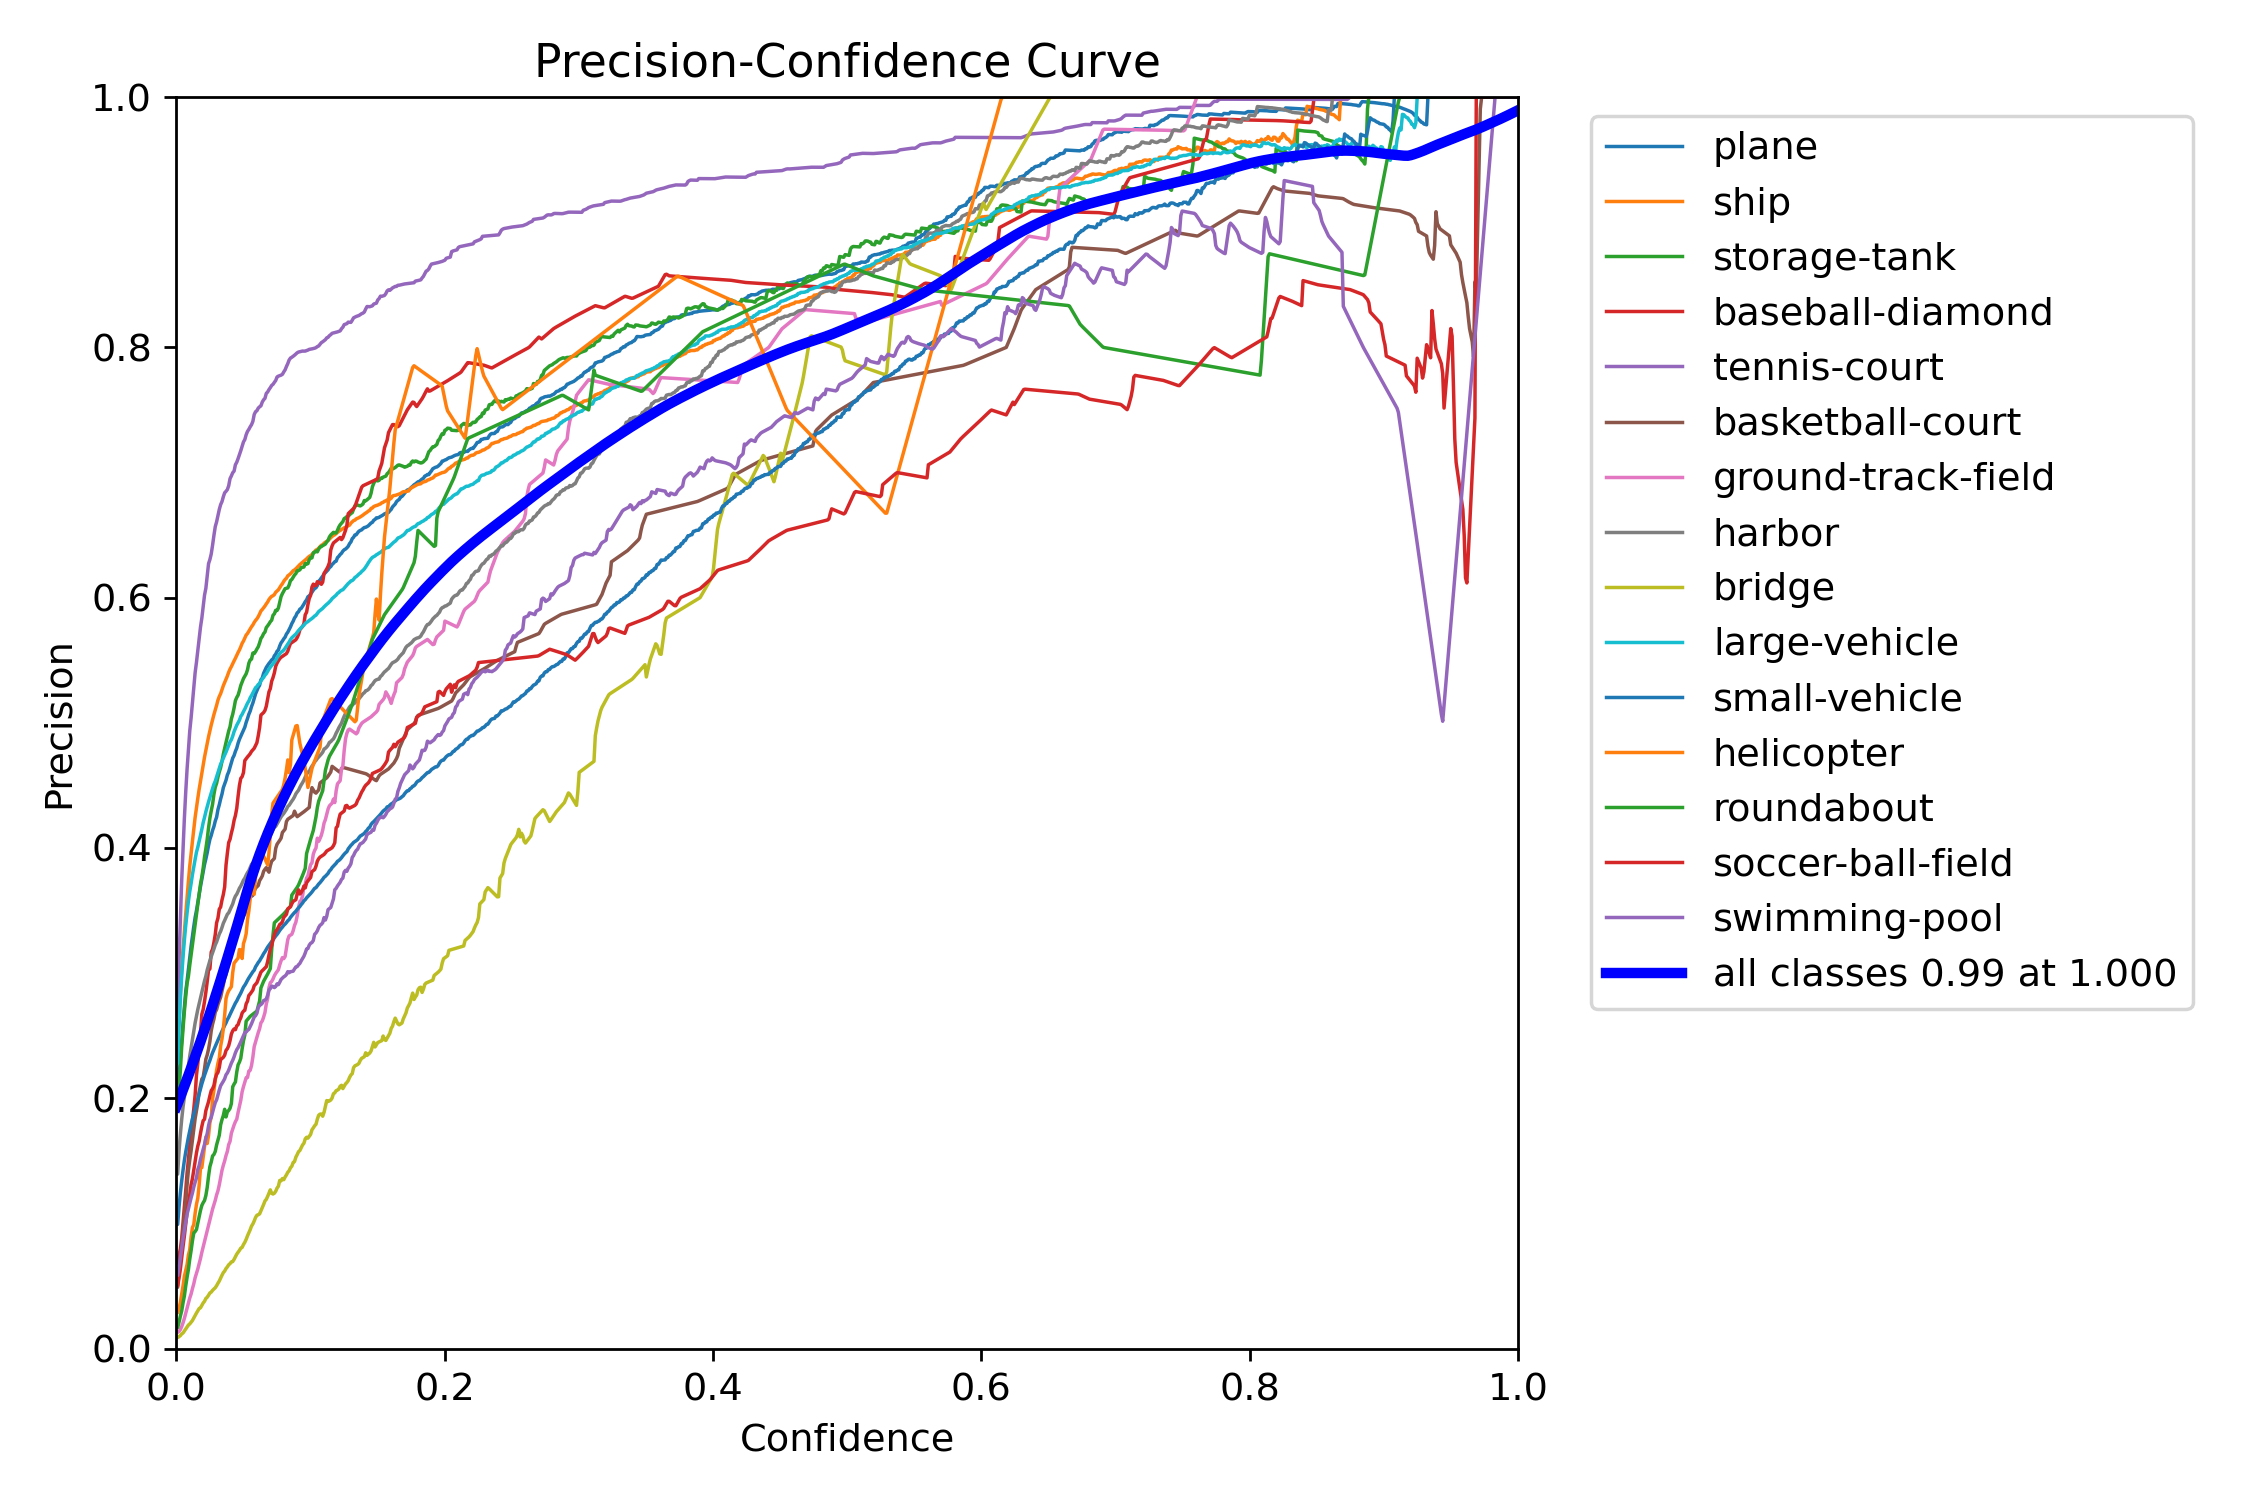 Precision-Confidence Curve
1.0
0.8
0.6
0.4
0.2
0.0
Precision
0.0 0.2 0.4 0.6 0.8 1.0
Confidence
plane
ship
storage-tank
baseball-diamond
tennis-court
basketball-court
ground-track-field
harbor
bridge
large-vehicle
small-vehicle
helicopter
roundabout
soccer-ball-field
swimming-pool
all classes 0.99 at 1.000